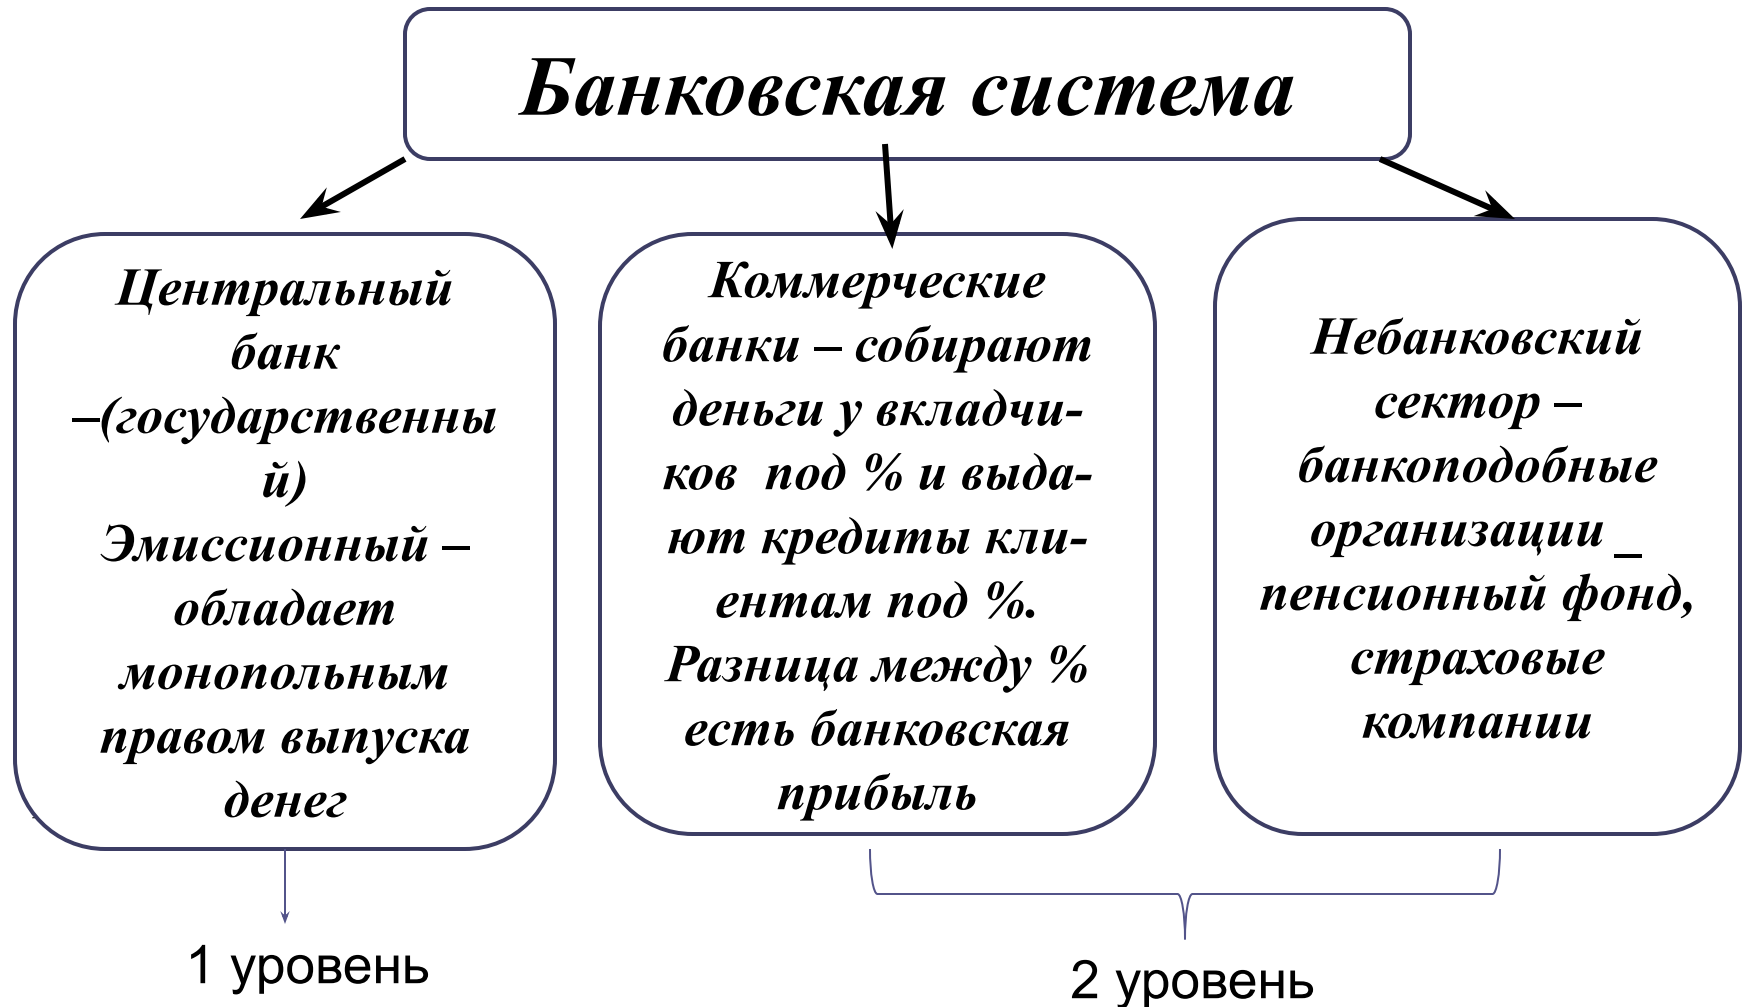 Банковская система
Центральный
банк
–(государственны
й)
Эмиссионный –
обладает
монопольным
правом выпуска
денег
Коммерческие
банки – собирают
деньги у вкладчи-
ков под % и выда-
ют кредиты кли-
ентам под %.
Разница между %
есть банковская
прибыль
Небанковский
сектор –
банкоподобные
организации _
пенсионный фонд,
страховые
компании
1 уровень
2 уровень